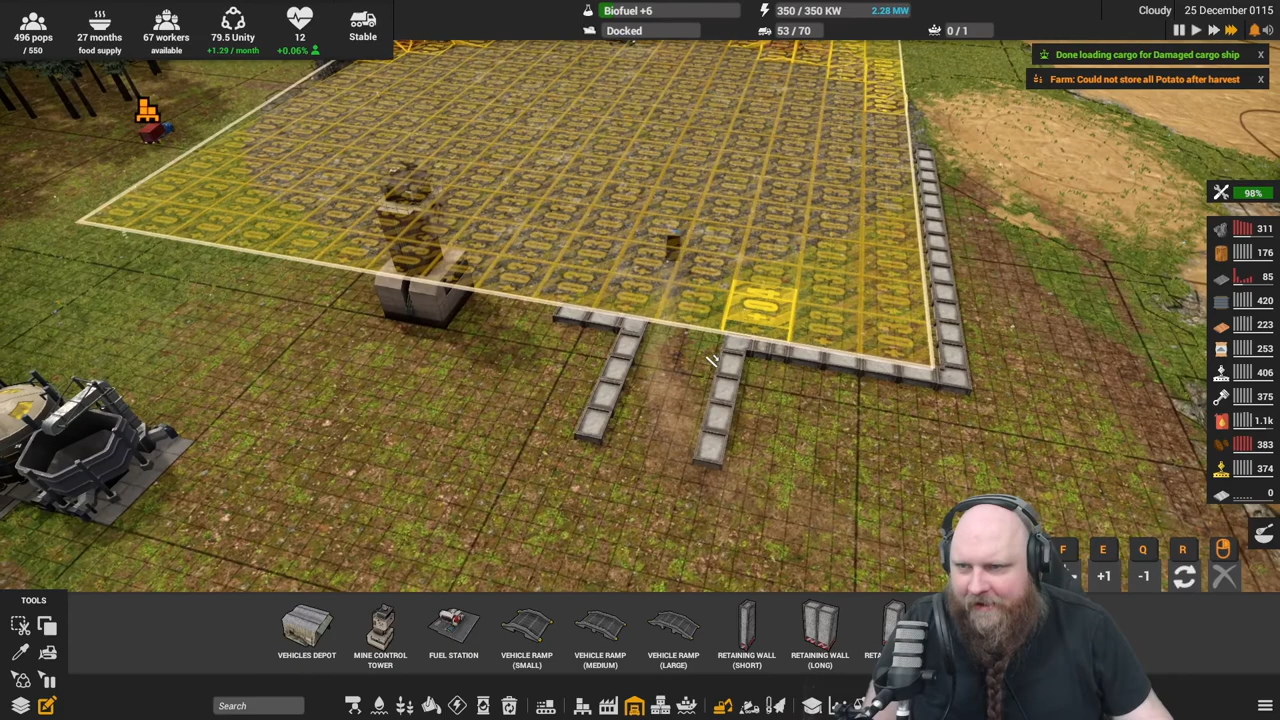 496 pops
/ 550
27 months
food supply
67 workers
available
79.5 Unity
+1.29 / month
12
+0.06%
Stable
Biofuel +6
Docked
350 / 350 KW
2.28 MW
53 / 70
0 / 1
Cloudy
25 December 0115
Done loading cargo for Damaged cargo ship
X
Farm: Could not store all Potato after harvest
X
98%
311
176
85
420
223
253
406
375
1.1k
383
374
0
F
E
Q
R
+1
-1
TOOLS
VEHICLES DEPOT
MINE CONTROL
TOWER
FUEL STATION
VEHICLE RAMP
(SMALL)
VEHICLE RAMP
(MEDIUM)
VEHICLE RAMP
(LARGE)
RETAINING WALL
(SHORT)
RETAINING WALL
(LONG)
Search